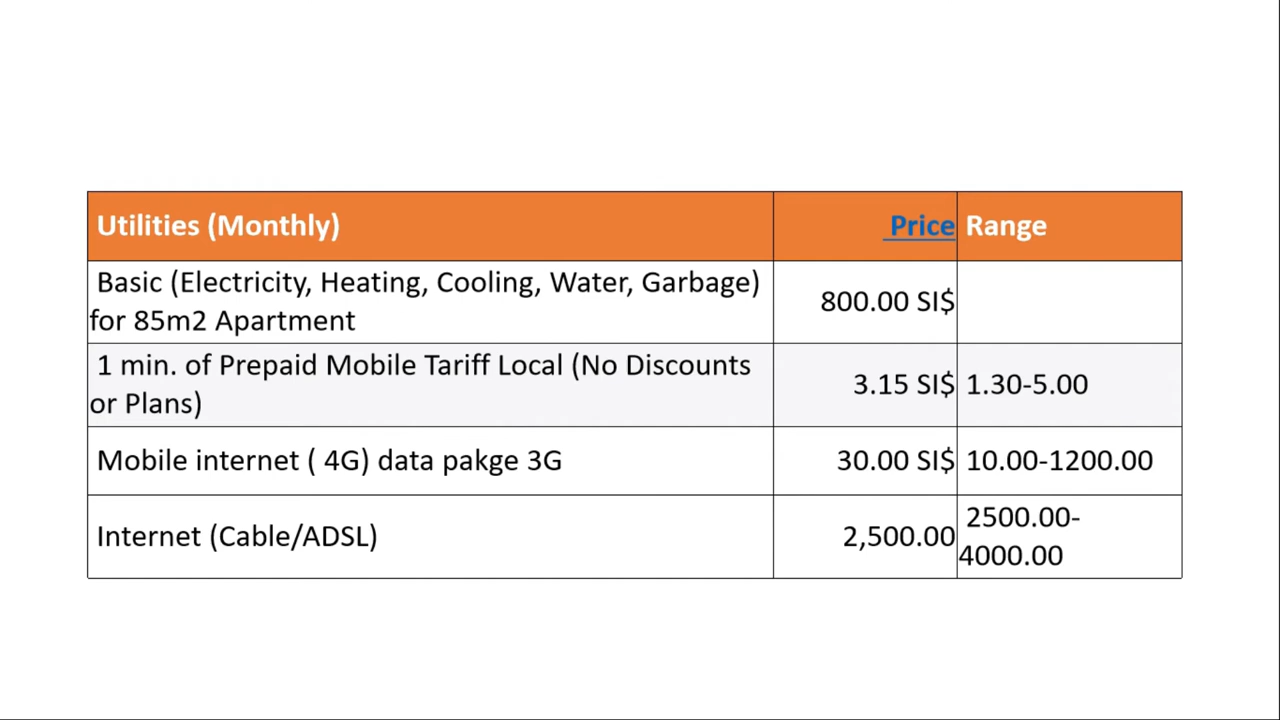 Utilities (Monthly) Price Range
Basic (Electricity, Heating, Cooling, Water, Garbage)
for 85m2 Apartment
800.00 SI$
1 min. of Prepaid Mobile Tariff Local (No Discounts
or Plans)
3.15 SI$ 1.30-5.00
Mobile internet ( 4G) data pakge 3G 30.00 SI$ 10.00-1200.00
Internet (Cable/ADSL) 2,500.00
2500.00-
4000.00